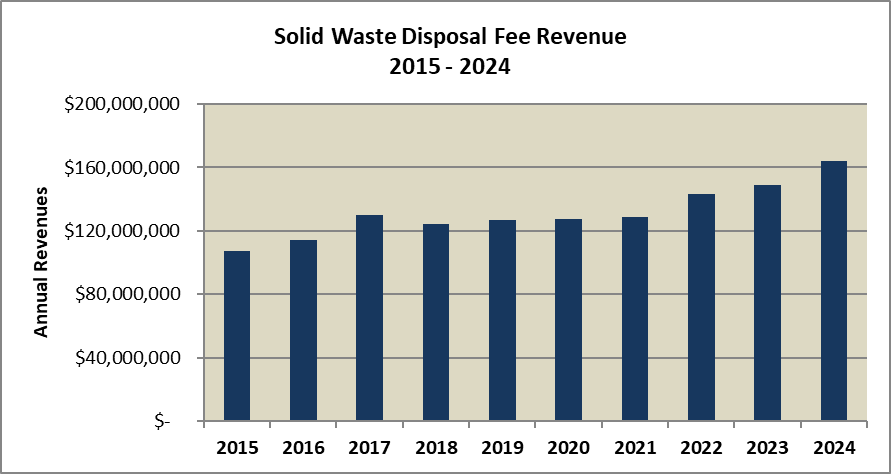 Solid Waste Disposal Fee Revenue
2015 - 2024
$200,000,000
$160,000,000
$120,000,000
$80,000,000
$40,000,000
$-
Annual Revenues
2015 2016 2017 2018 2019 2020 2021 2022 2023 2024